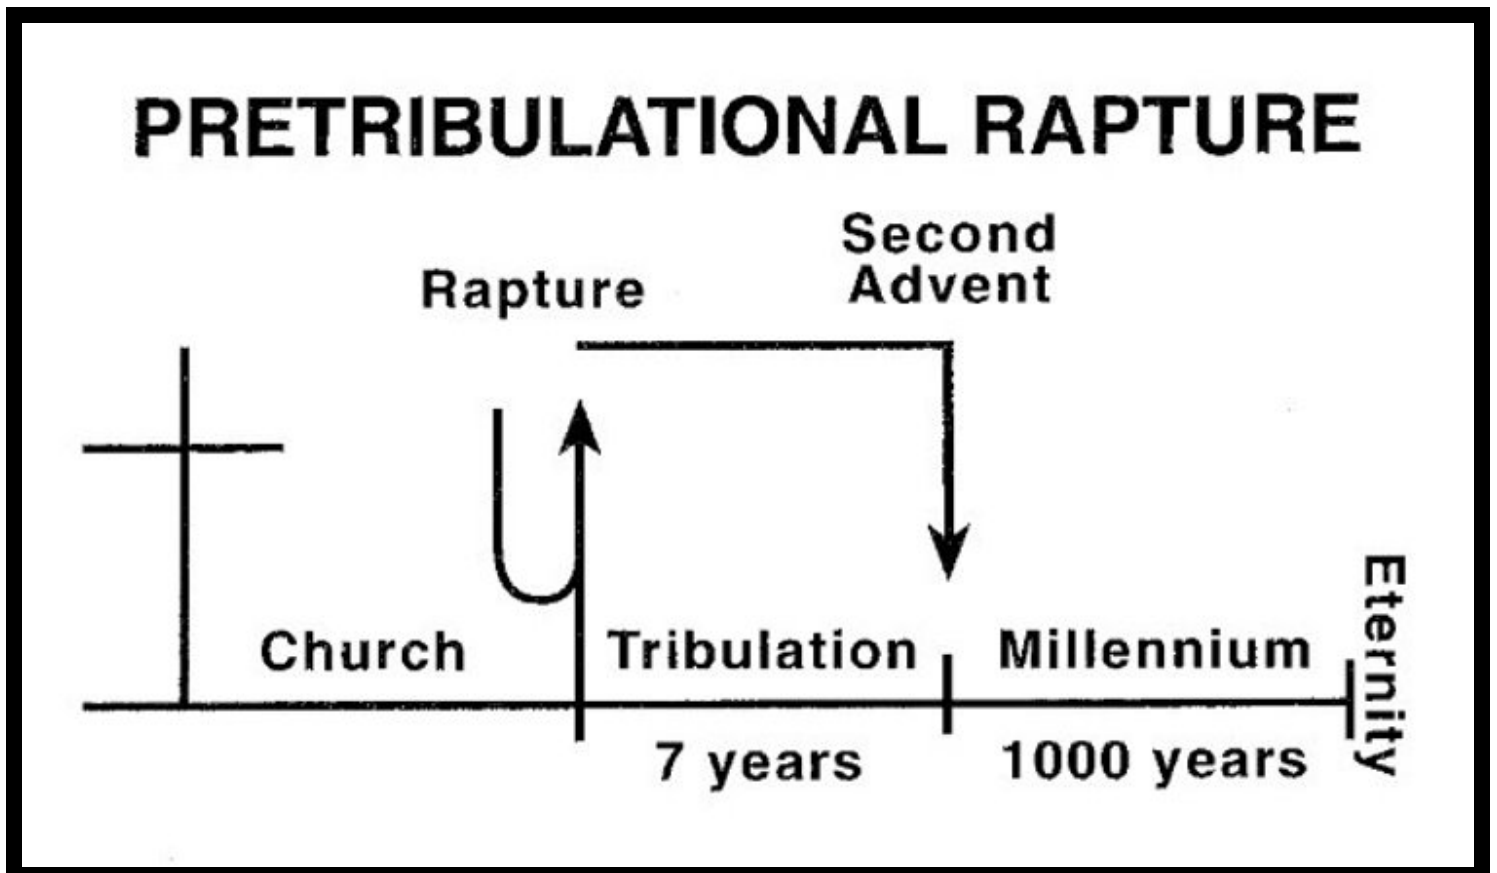 PRETRIBULATIONAL RAPTURE
Second
Advent
Rapture
Church
Tribulation
Millennium
Eternity
7 years
1000 years